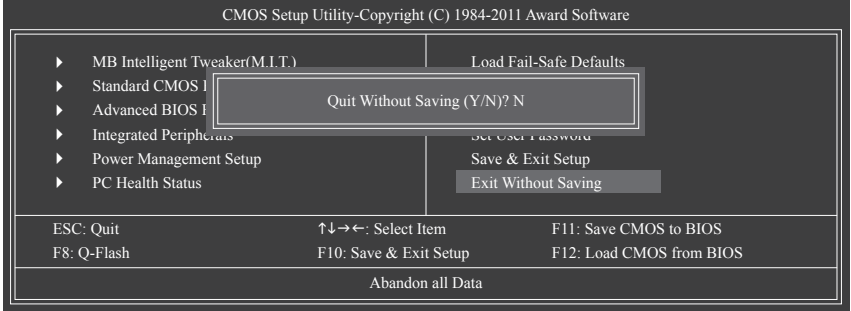 CMOS Setup Utility-Copyright (C) 1984-2011 Award Software
MB Intelligent Tweaker(M.I.T.)
Standard CMOS
Advanced BIOS
Integrated Peripherals
Power Management Setup
PC Health Status
Load Fail-Safe Defaults
Set User Password
Save & Exit Setup
Exit Without Saving
Quit Without Saving (Y/N)? N
ESC: Quit ↑↓→←: Select Item F11: Save CMOS to BIOS
F8: Q-Flash F10: Save & Exit Setup F12: Load CMOS from BIOS
Abandon all Data